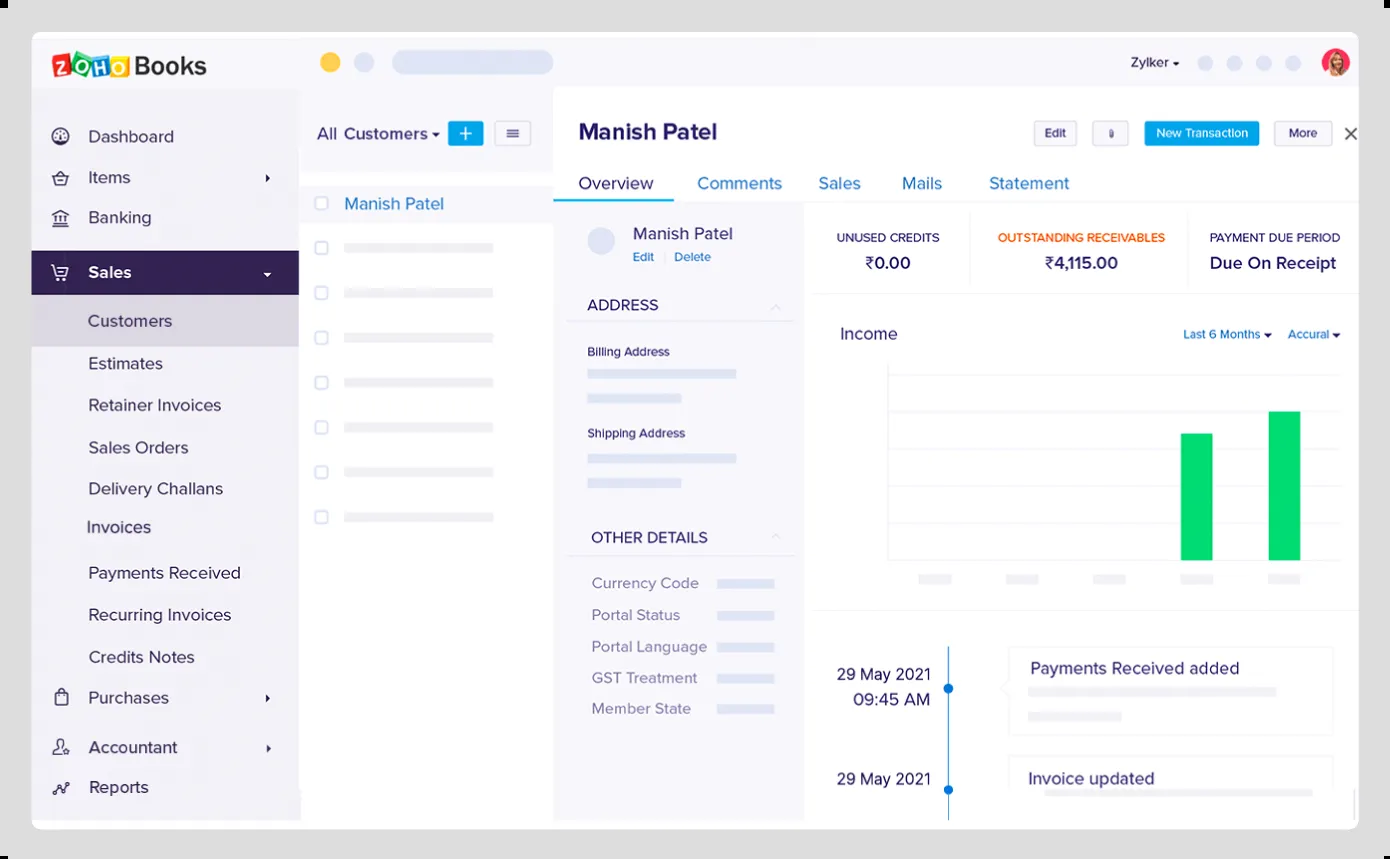 ZOHO Books
Zylker
Dashboard
Items
Banking
Sales
Customers
Estimates
Retainer Invoices
Sales Orders
Delivery Challans
Invoices
Payments Received
Recurring Invoices
Credits Notes
Purchases
Accountant
Reports
All Customers
+
Manish Patel
Manish Patel
Edit
New Transaction
More
Overview
Comments
Sales
Mails
Statement
Manish Patel
Edit
Delete
ADDRESS
Billing Address
Shipping Address
OTHER DETAILS
Currency Code
Portal Status
Portal Language
GST Treatment
Member State
UNUSED CREDITS
₹0.00
OUTSTANDING RECEIVABLES
₹4,115.00
PAYMENT DUE PERIOD
Due On Receipt
Income
Last 6 Months
Accural
29 May 2021
09:45 AM
Payments Received added
29 May 2021
Invoice updated